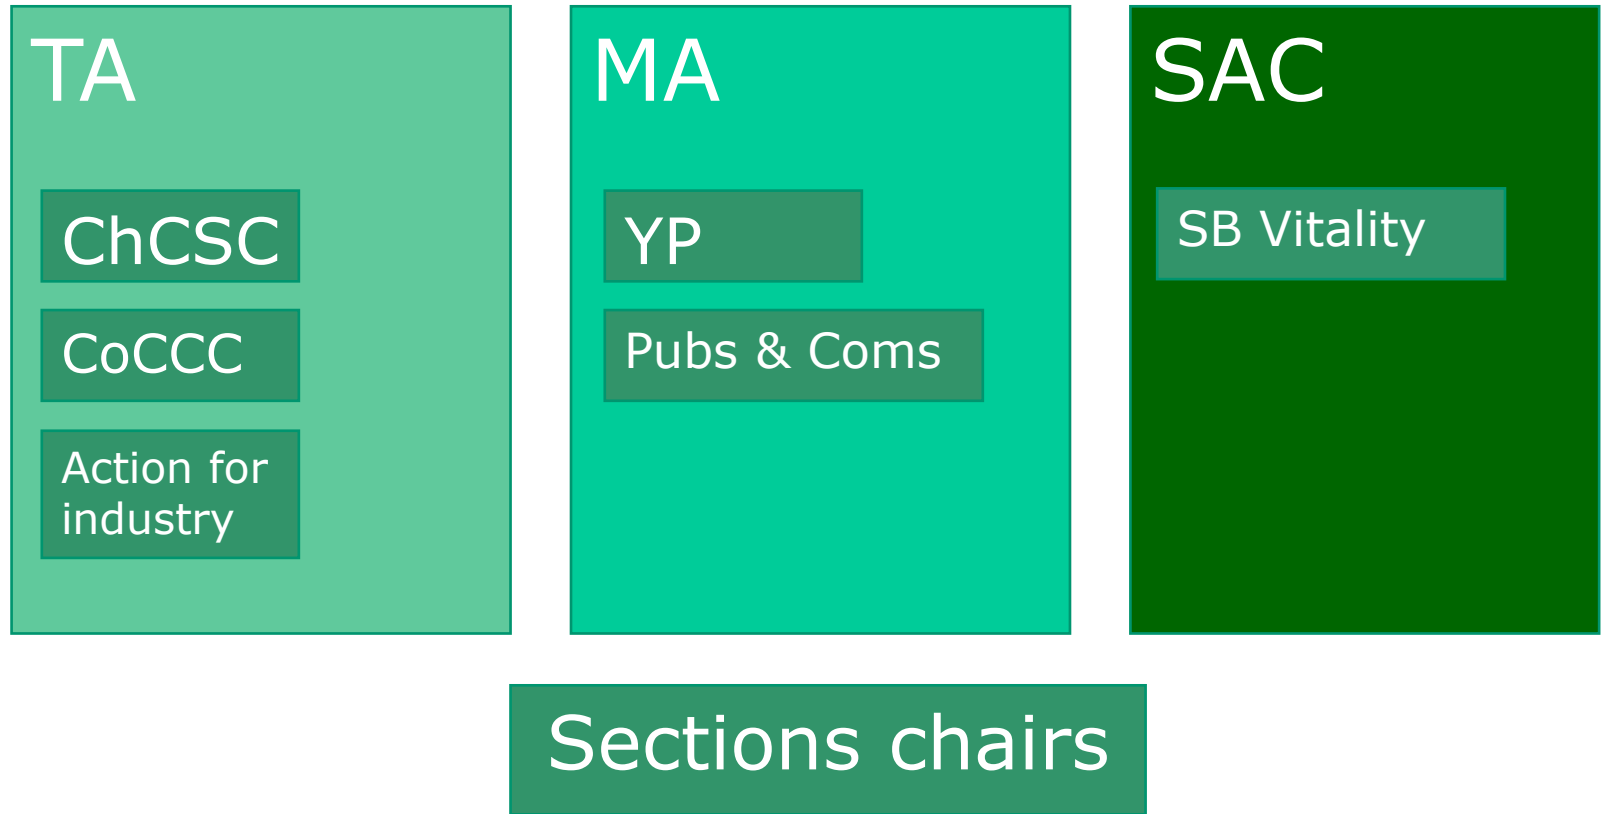 TA
ChCSC
CoCCC
Action for
industry
MA
YP
Pubs & Coms
SAC
SB Vitality
Sections chairs